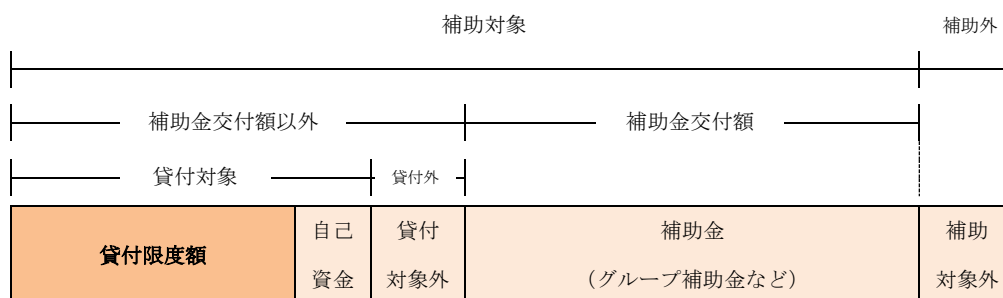 補助対象 補助外
補助金交付額以外 補助金交付額
貸付対象 貸付外
貸付限度額
自己
資金
貸付
対象外
補助金
（グループ補助金など）
補助
対象外